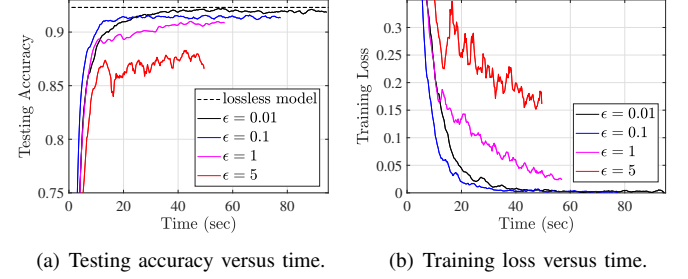 0.9
0.85
0.8
0.75
0
20
40
60
80
Testing Accuracy
Time (sec)
lossless model
ϵ = 0.01
ϵ = 0.1
ϵ = 1
ϵ = 5
(a) Testing accuracy versus time.
0.3
0.25
0.2
0.15
0.1
0.05
0
0
20
40
60
80
Training Loss
Time (sec)
ϵ = 0.01
ϵ = 0.1
ϵ = 1
ϵ = 5
(b) Training loss versus time.